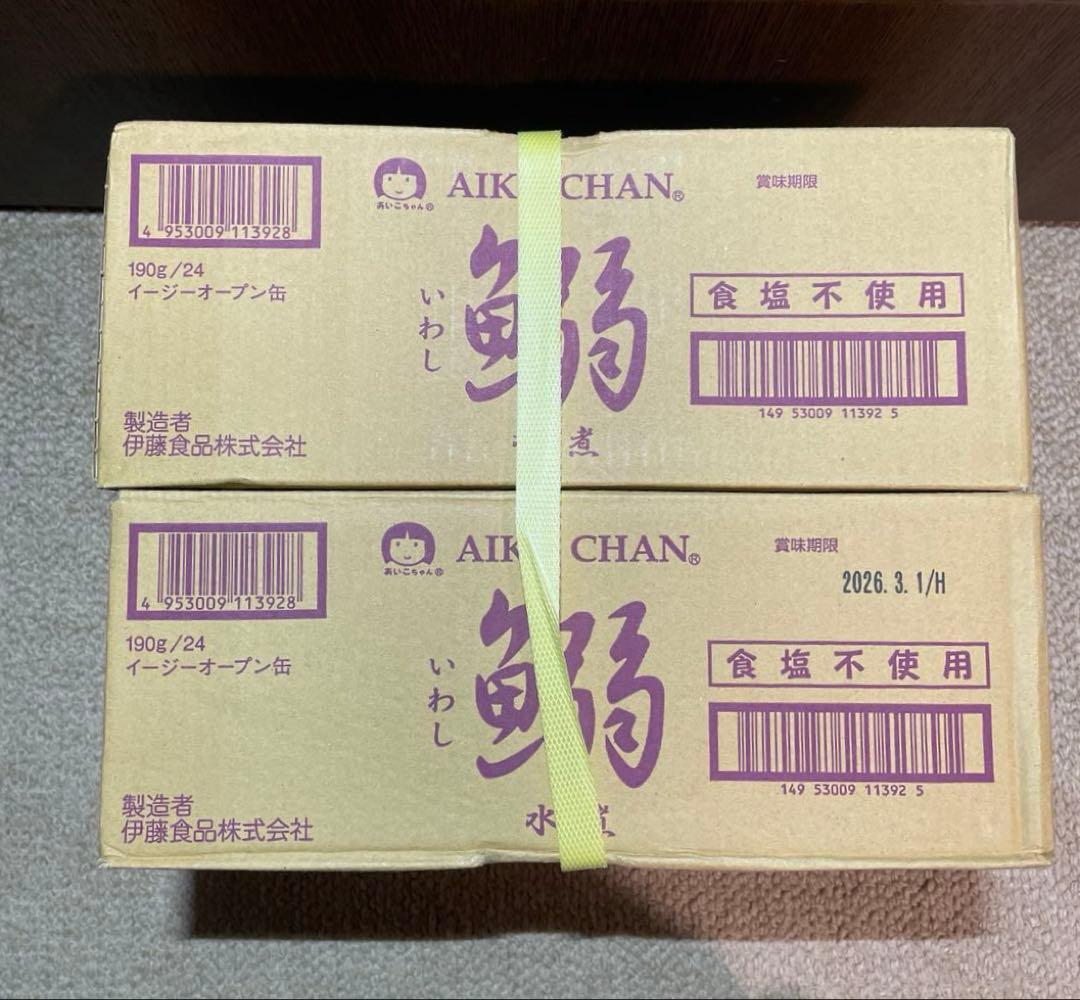 4 953009 113928
190g/24
イージーオープン缶
製造者
伊藤食品株式会社
あいこちゃん®
AIK CHAN®
いわし
鰯
煮
賞味期限
食塩不使用
149 53009 11392 5
4 953009 113928
190g/24
イージーオープン缶
製造者
伊藤食品株式会社
あいこちゃん®
AIK CHAN®
いわし
鰯
水煮
賞味期限
2026. 3. 1/H
食塩不使用
149 53009 11392 5